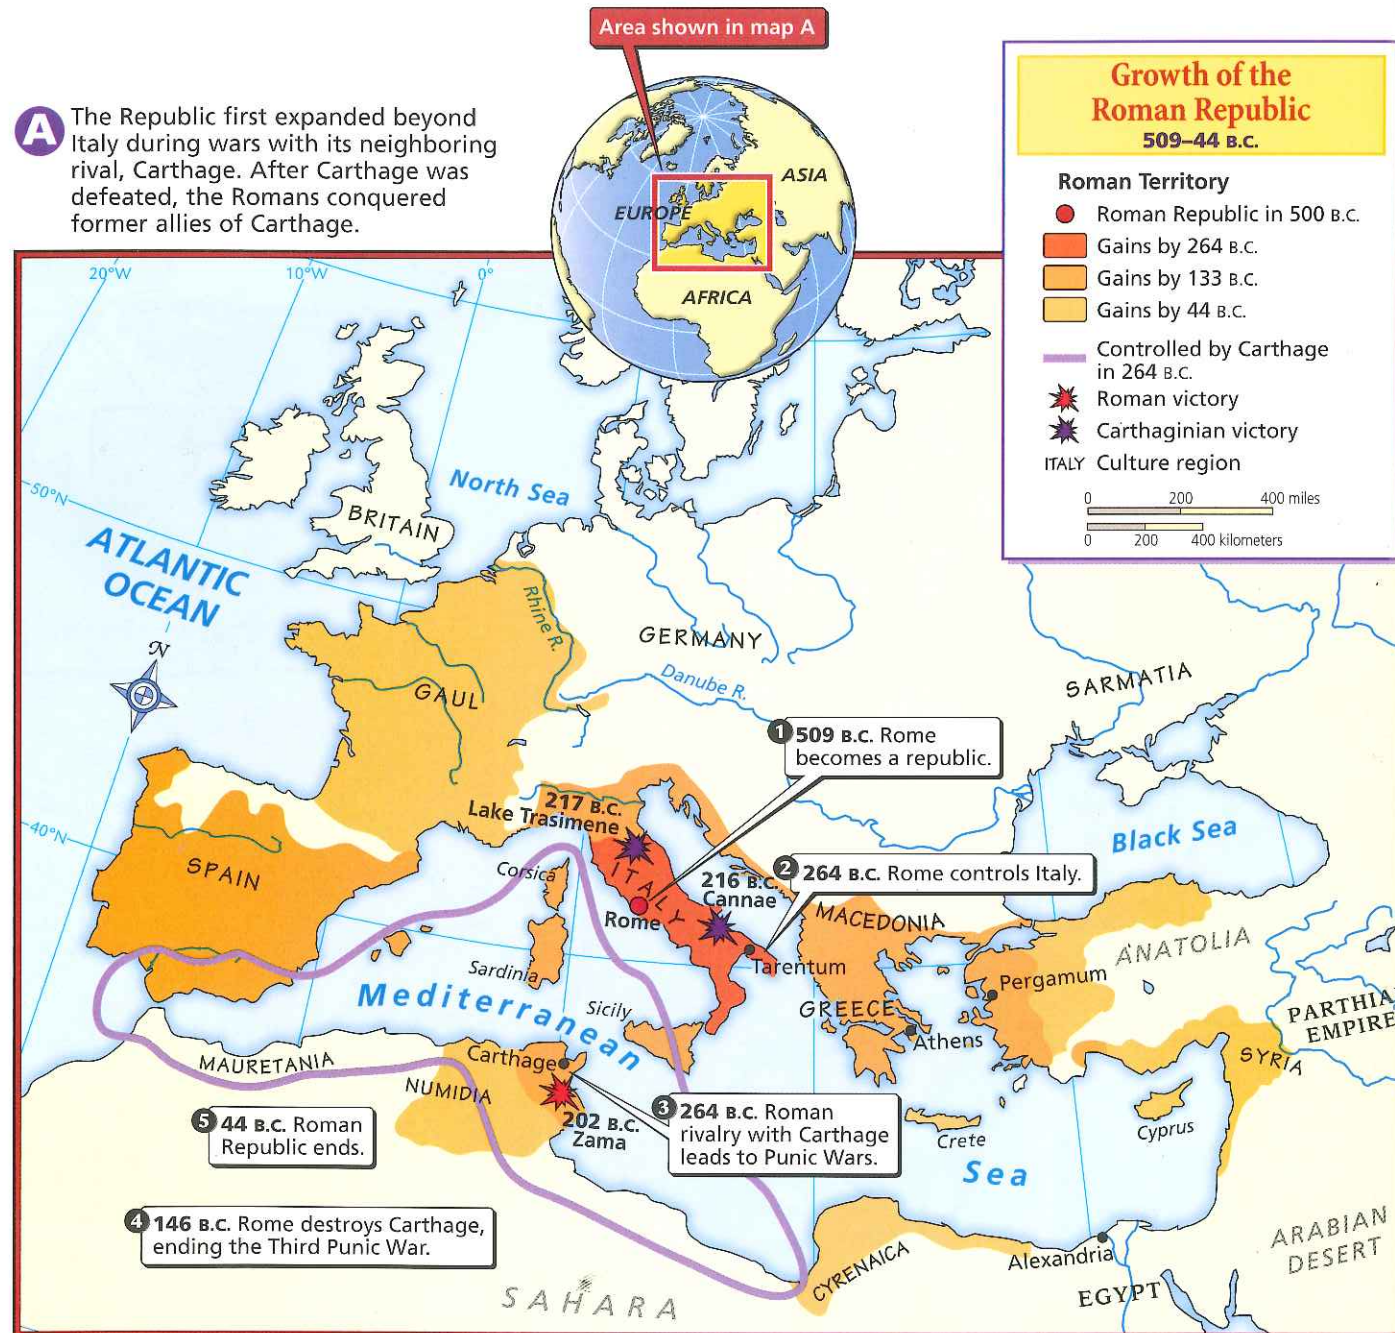 Area shown in map A
A
The Republic first expanded beyond
Italy during wars with its neighboring
rival, Carthage. After Carthage was
defeated, the Romans conquered
former allies of Carthage.
EUROPE
ASIA
AFRICA
Growth of the
Roman Republic
509–44 B.C.
Roman Territory
Roman Republic in 500 B.C.
Gains by 264 B.C.
Gains by 133 B.C.
Gains by 44 B.C.
Controlled by Carthage
in 264 B.C.
Roman victory
Carthaginian victory
ITALY Culture region
0 200 400 miles
0 200 400 kilometers
20°W
10°W
0°
50°N
40°N
North Sea
BRITAIN
ATLANTIC
OCEAN
N
Rhine R.
GERMANY
Danube R.
GAUL
SARMATIA
1 509 B.C. Rome
becomes a republic.
217 B.C.
Lake Trasimene
Black Sea
SPAIN
Corsica
ITALY
216 B.C.
Cannae
2 264 B.C. Rome controls Italy.
Rome
MACEDONIA
ANATOLIA
Tarentum
Sardinia
Pergamum
Mediterranean
Sicily
GREECE
Athens
PARTHIA
EMPIRE
SYRIA
MAURETANIA
Carthage
NUMIDIA
202 B.C.
Zama
3 264 B.C. Roman
rivalry with Carthage
leads to Punic Wars.
5 44 B.C. Roman
Republic ends.
Crete
Cyprus
Sea
4 146 B.C. Rome destroys Carthage,
ending the Third Punic War.
CYRENAICA
Alexandria
ARABIAN
DESERT
EGYPT
SAHARA